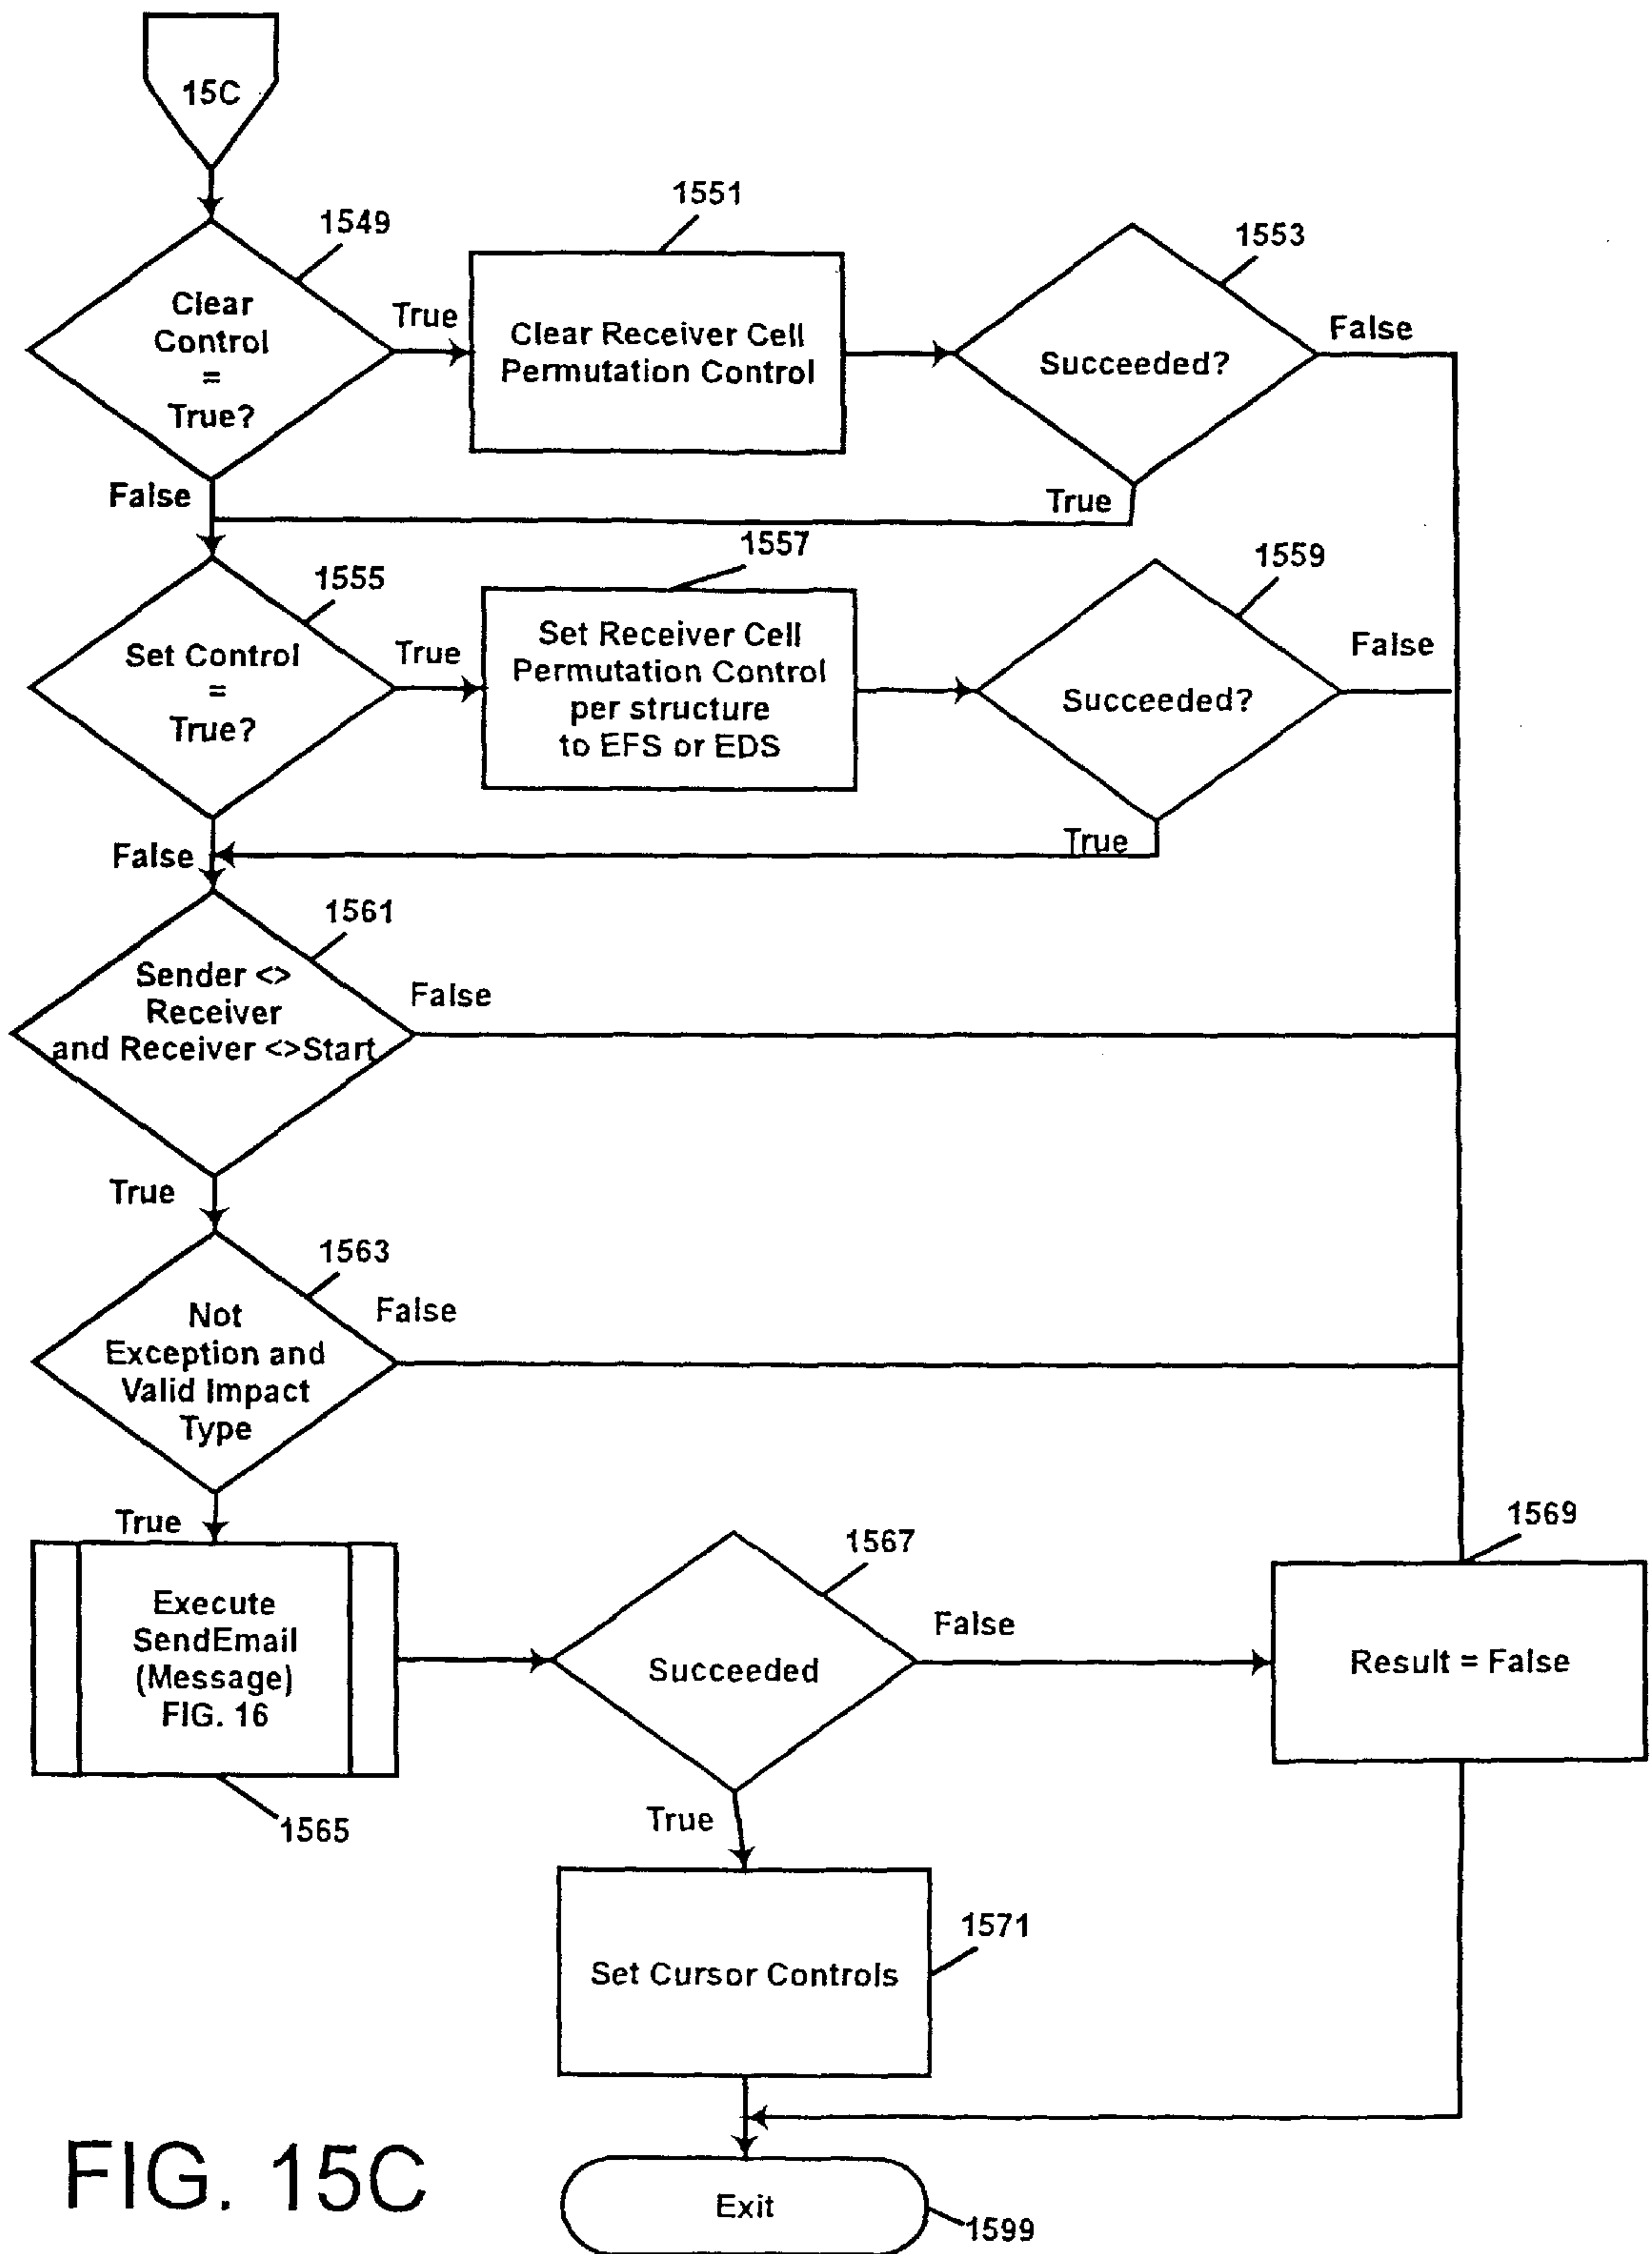 15C
1549
Clear
Control
=
True?
True
1551
Clear Receiver Cell
Permutation Control
1553
Succeeded?
False
False
True
1555
Set Control
=
True?
True
1557
Set Receiver Cell
Permutation Control
per structure
to EFS or EDS
1559
Succeeded?
False
False
True
1561
Sender <>
Receiver
and Receiver <>Start
False
True
1563
Not
Exception and
Valid Impact
Type
False
True
Execute
SendEmail
(Message)
FIG. 16
1565
1567
Succeeded
False
1569
Result = False
True
1571
Set Cursor Controls
Exit
1599
FIG. 15C